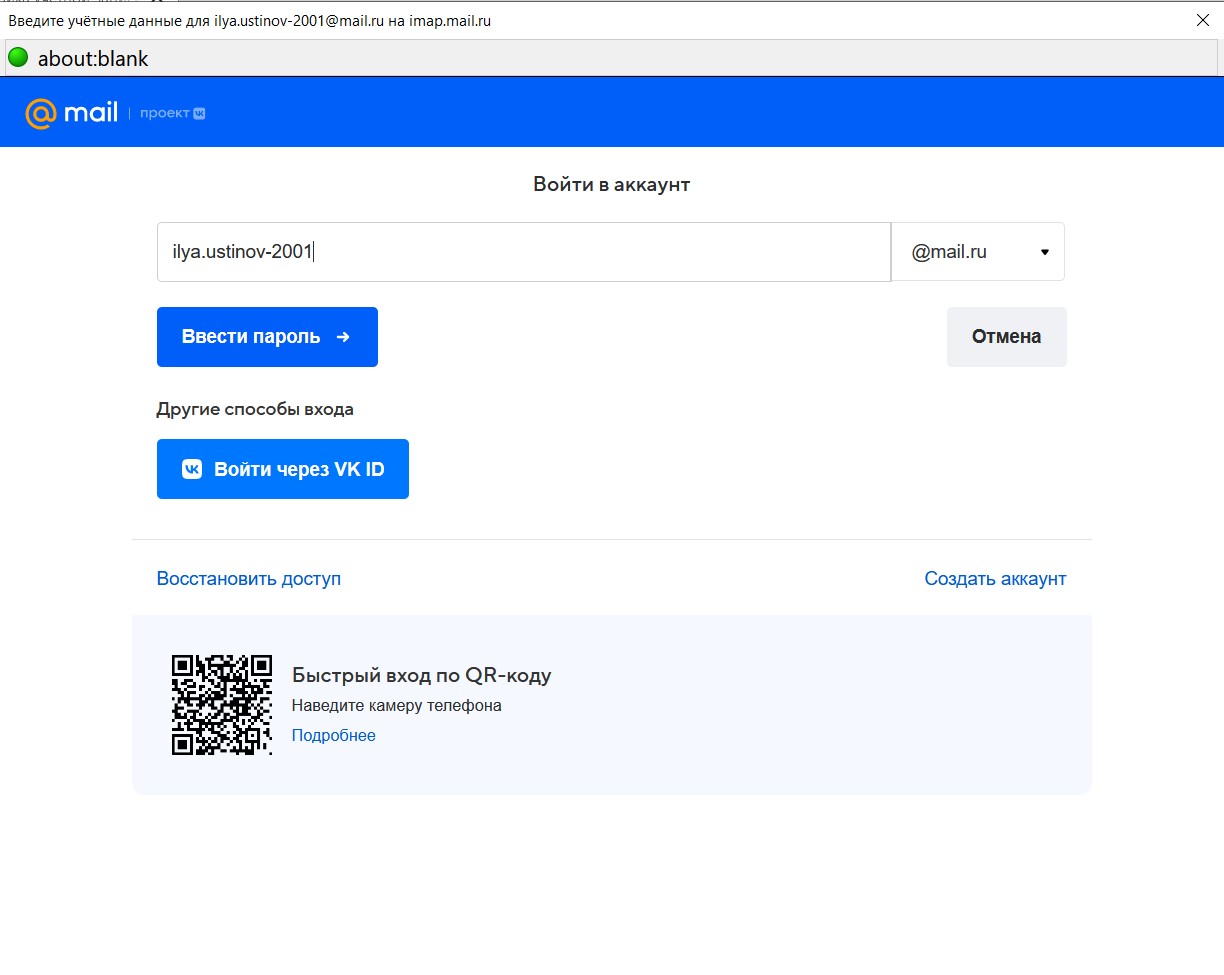 Введите учётные данные для ilya.ustinov-2001@mail.ru на imap.mail.ru
about:blank
@mail проект
Войти в аккаунт
ilya.ustinov-2001 @mail.ru
Ввести пароль → Отмена
Другие способы входа
Войти через VK ID
Восстановить доступ Создать аккаунт
Быстрый вход по QR-коду
Наведите камеру телефона
Подробнее